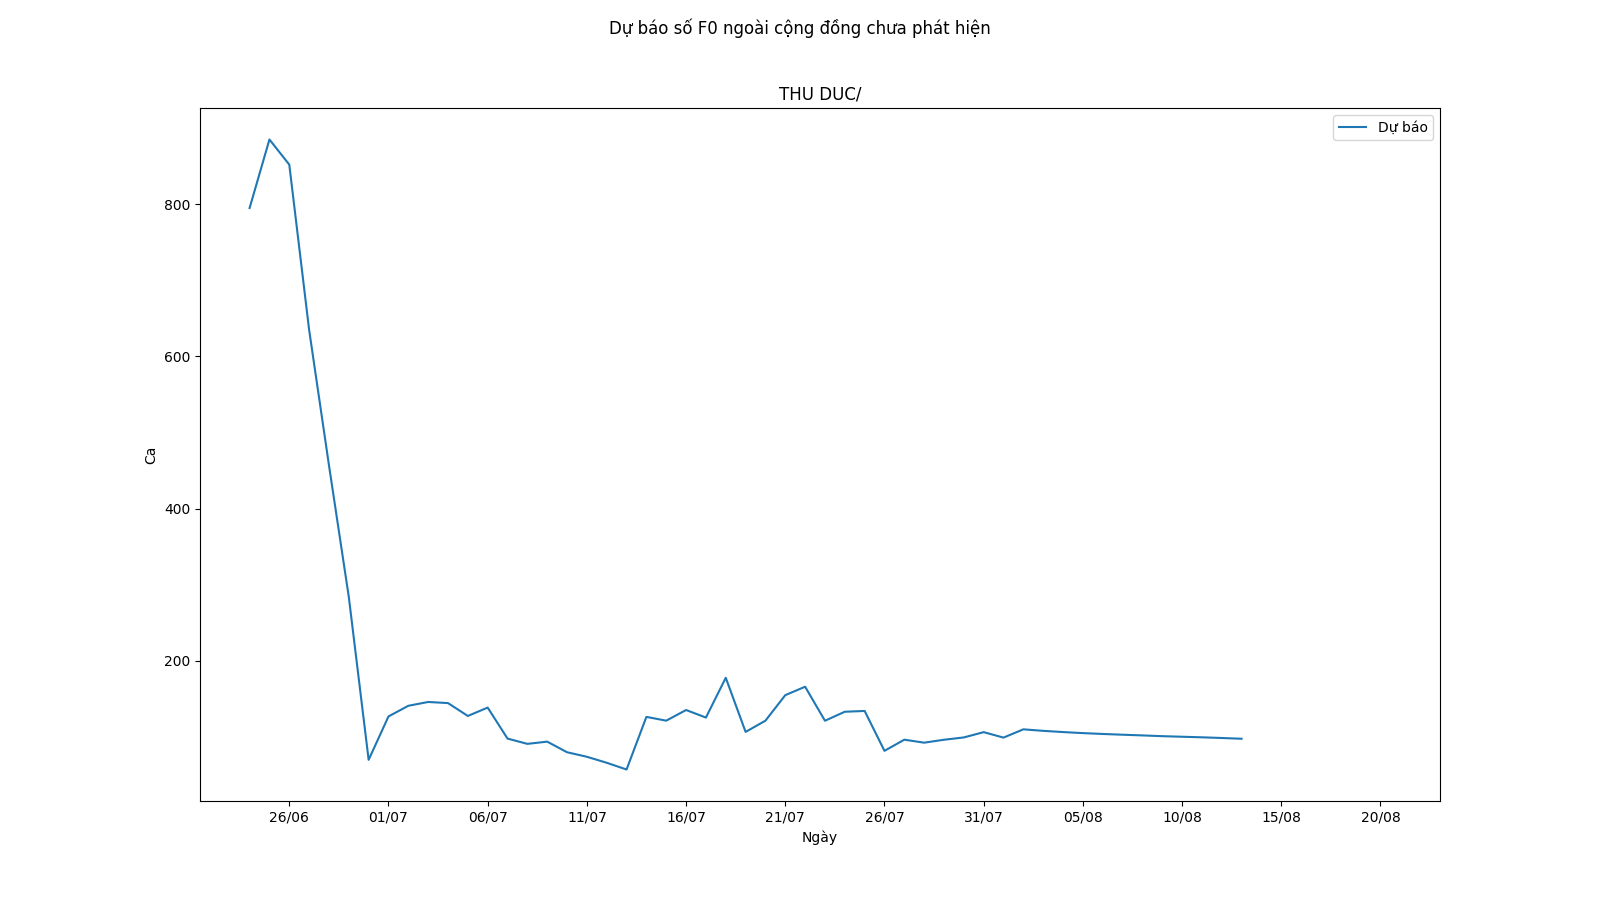 Dự báo số F0 ngoài cộng đồng chưa phát hiện
THU DUC/
Dự báo
800
600
400
200
Ca
26/06 01/07 06/07 11/07 16/07 21/07 26/07 31/07 05/08 10/08 15/08 20/08
Ngày